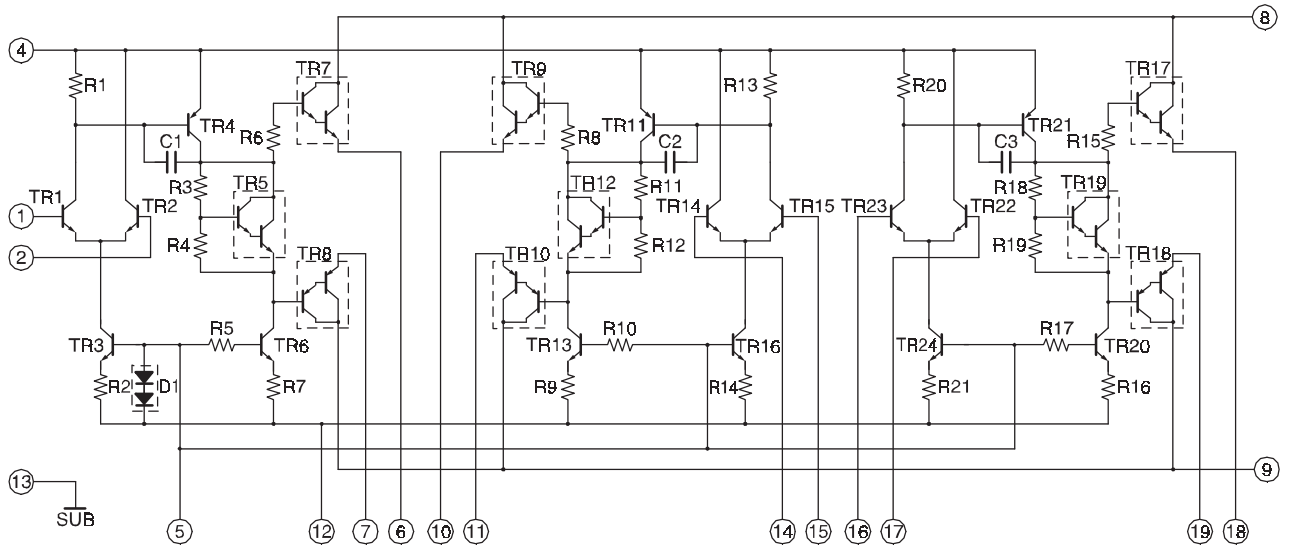 8
4
TR7
TR9
TR17
R1
R13
R20
TR4
R6
TR11
R8
TR21
R15
C1
C2
C3
R3
TR5
TR12
R11
R18
TR19
TR1
TR2
TR14
TR15
TR23
TR22
1
R4
R12
R19
2
TR8
TR10
TR18
R5
R10
R17
TR3
TR6
TR13
TR16
TR24
TR20
R2
D1
R7
R9
R14
R21
R16
13
9
SUB
5
12
7
6
10
11
14
15
16
17
19
18